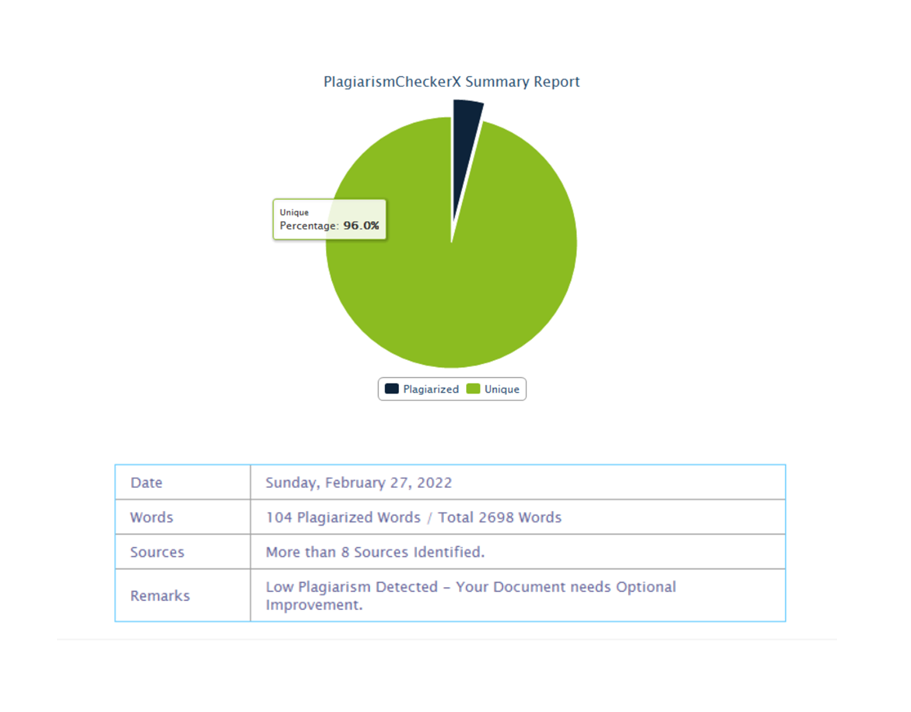 PlagiarismCheckerX Summary Report
Unique
Percentage: 96.0%
Plagiarized Unique
Date Sunday, February 27, 2022
Words 104 Plagiarized Words / Total 2698 Words
Sources More than 8 Sources Identified.
Remarks Low Plagiarism Detected – Your Document needs Optional
Improvement.